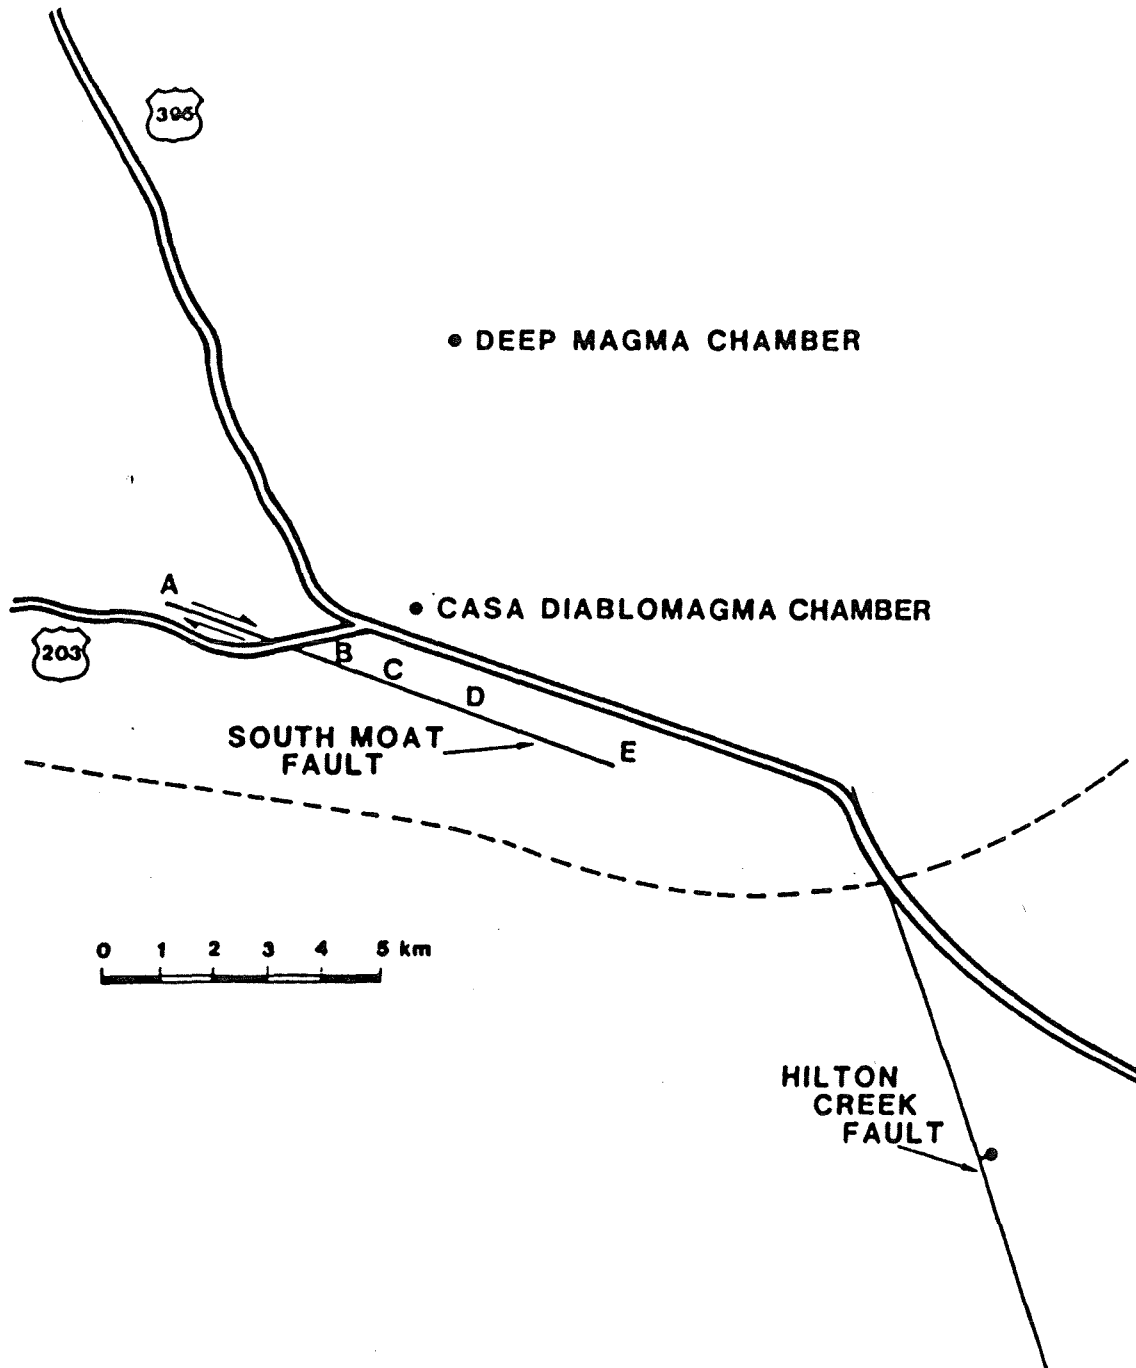 395
DEEP MAGMA CHAMBER
A
CASA DIABLOMAGMA CHAMBER
203
B
C
D
SOUTH MOAT
FAULT
E
0 1 2 3 4 5 km
HILTON
CREEK
FAULT